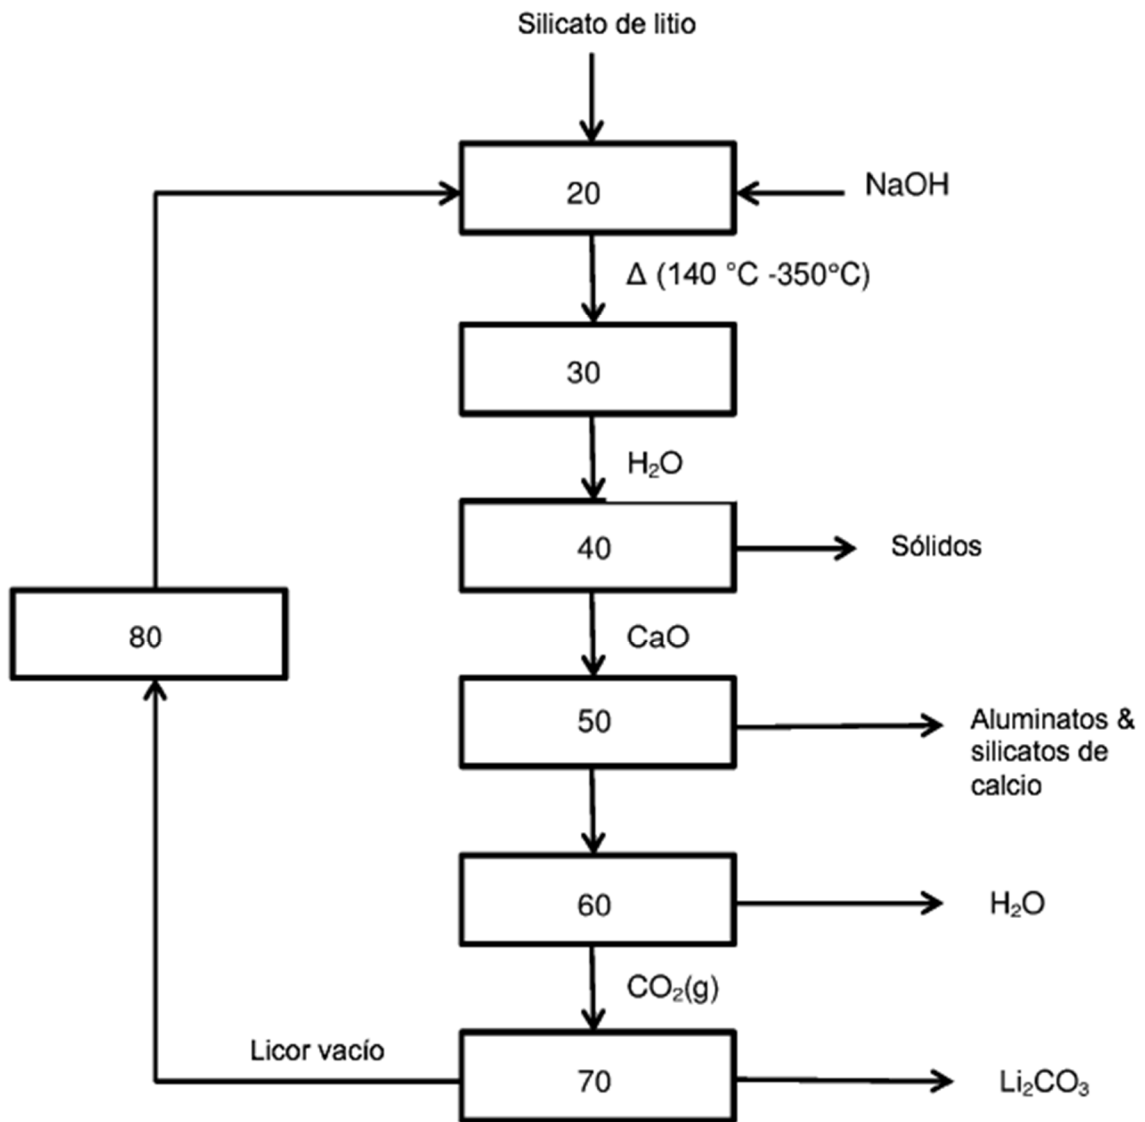 Silicato de litio
20
NaOH
Δ (140 °C -350°C)
30
H₂O
40
Sólidos
80
CaO
50
Aluminatos &
silicatos de
calcio
60
H₂O
CO₂(g)
Licor vacío
70
Li₂CO₃